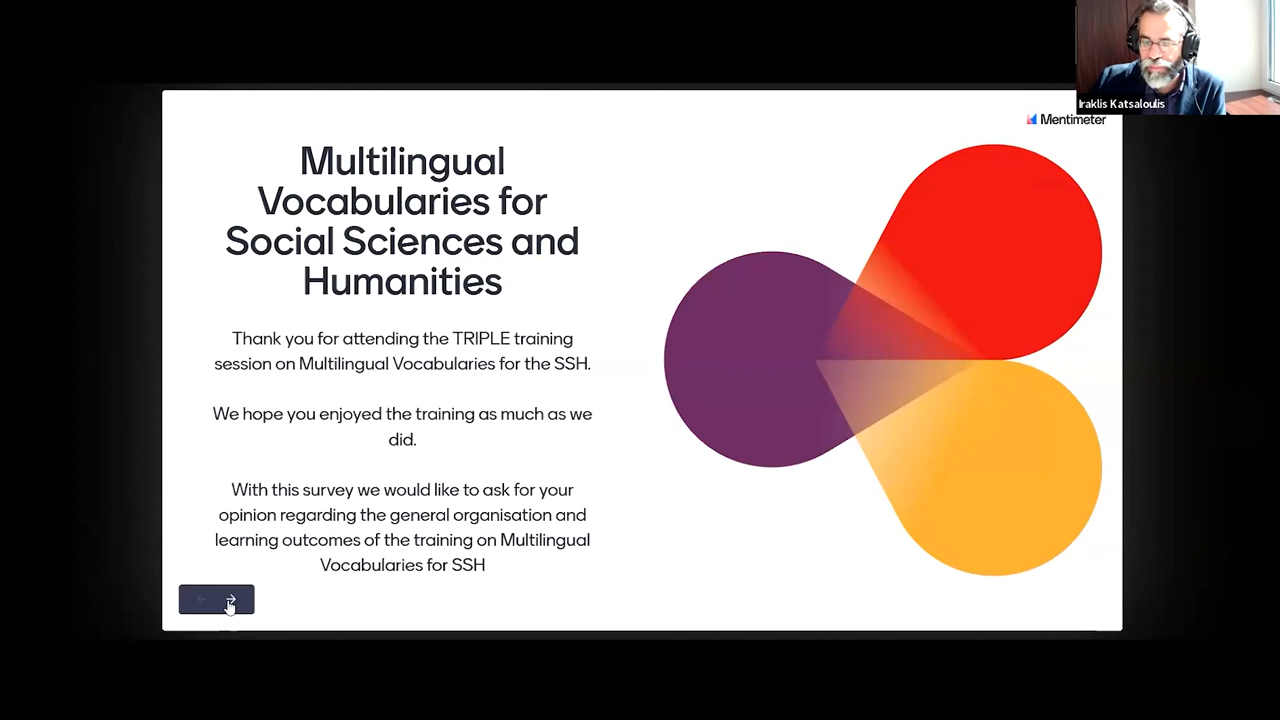 Iraklis Katsaloulis
Mentimeter
Multilingual
Vocabularies for
Social Sciences and
Humanities
Thank you for attending the TRIPLE training
session on Multilingual Vocabularies for the SSH.
We hope you enjoyed the training as much as we
did.
With this survey we would like to ask for your
opinion regarding the general organisation and
learning outcomes of the training on Multilingual
Vocabularies for SSH